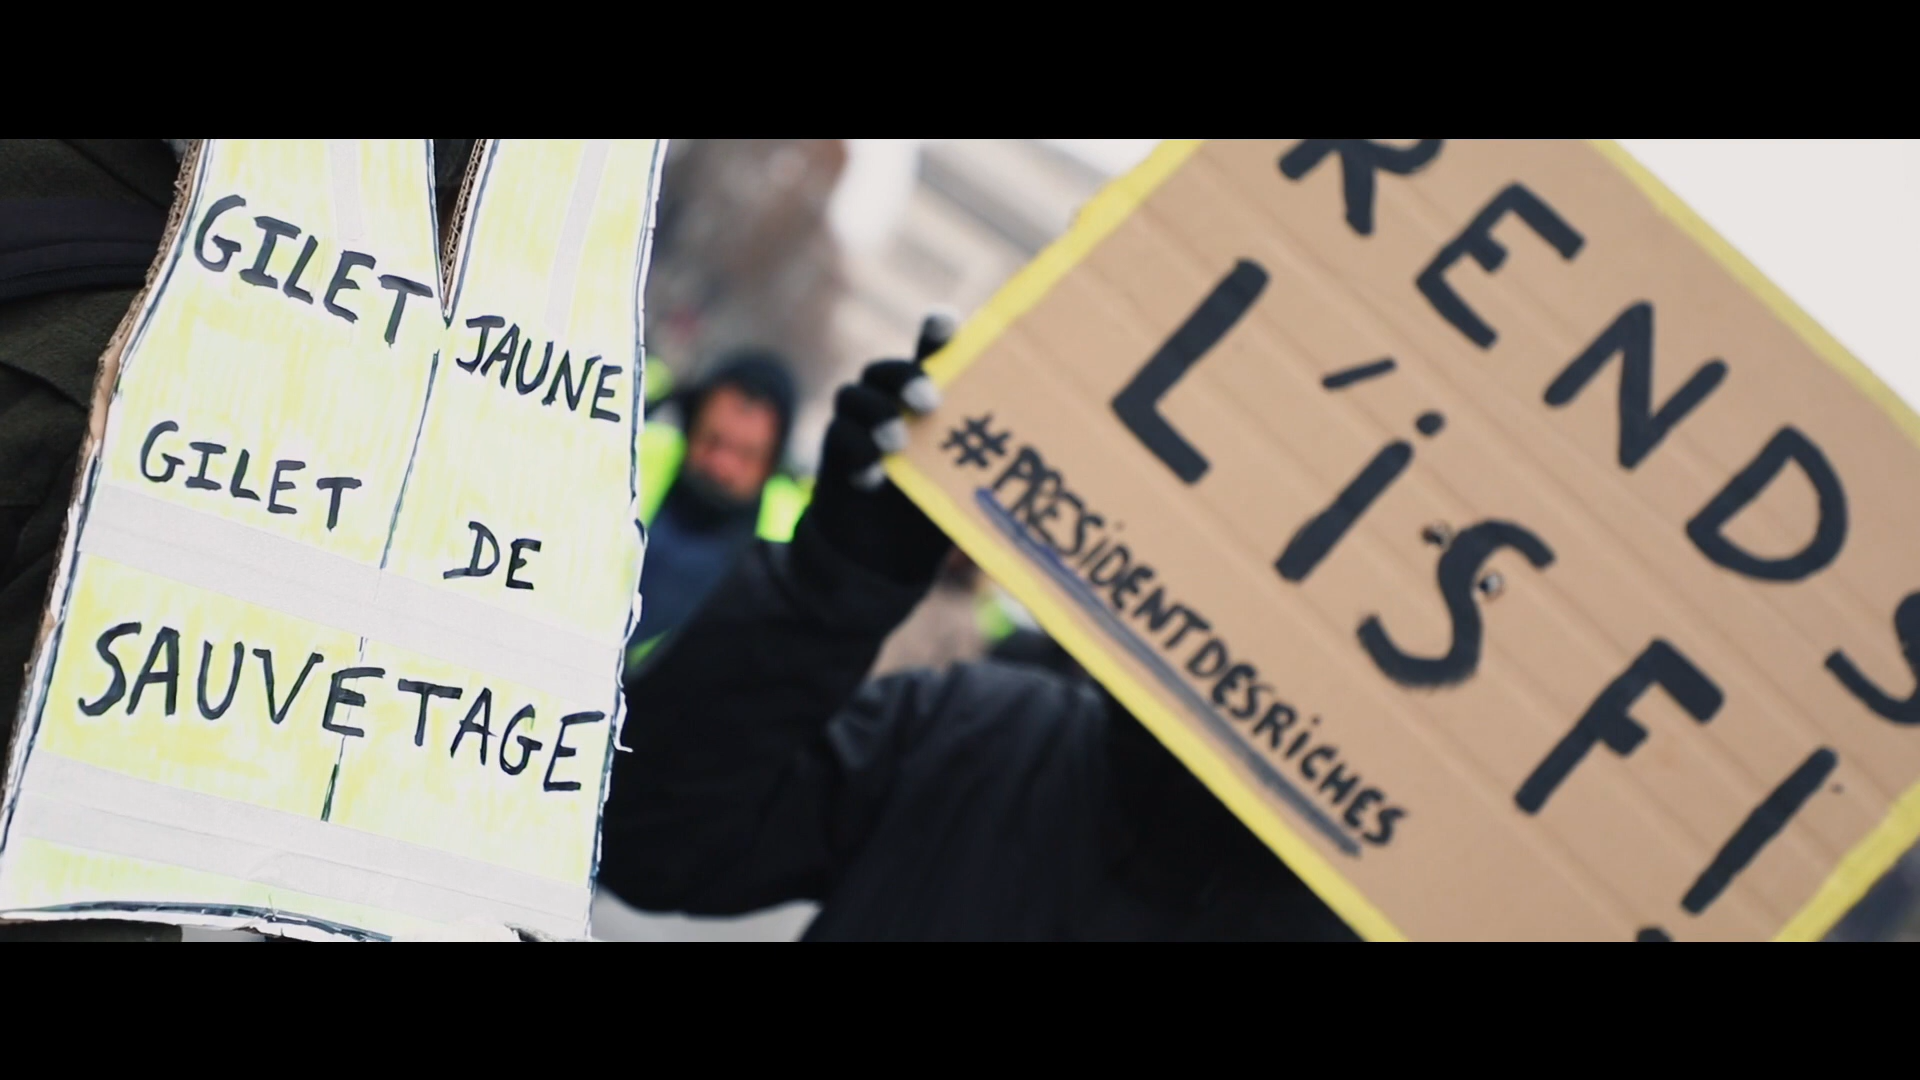 GILET JAUNE
GILET DE
SAUVETAGE
RENDS
L'iSF!
#PRESiDENTDESRiCHES